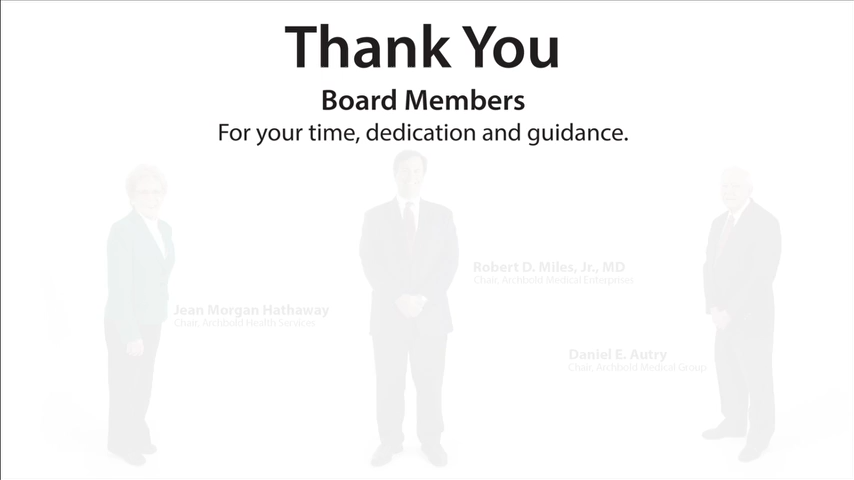 Thank You
Board Members
For your time, dedication and guidance.
Robert D. Miles, Jr., MD
Chair, Archbold Medical Enterprises
Jean Morgan Hathaway
Chair, Archbold Health Services
Daniel E. Autry
Chair, Archbold Medical Group